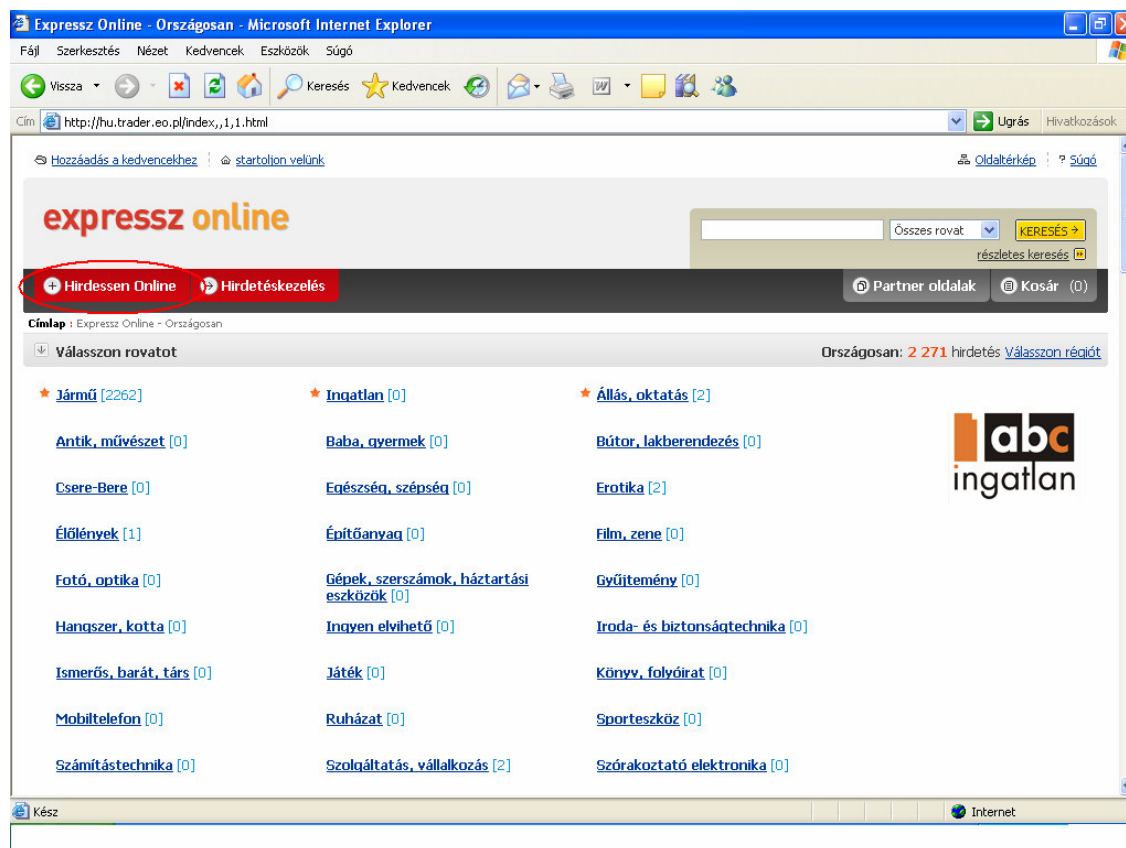 Expressz Online - Országosan - Microsoft Internet Explorer
Fájl Szerkesztés Nézet Kedvencek Eszközök Súgó
Vissza Keresés Kedvencek
Cím http://hu.trader.eo.pl/index,,1,1.html Ugrás Hivatkozások
Hozzáadás a kedvencekhez startoljon velünk Oldaltérkép ? Súgó
expressz online
Összes rovat KERESÉS
részletes keresés
Hirdessen Online Hirdetéskezelés Partner oldalak Kosár (0)
Címlap : Expressz Online - Országosan
Válasszon rovatot Országosan: 2 271 hirdetés Válasszon régiót
Jármű [2262] Ingatlan [0] Állás, oktatás [2]
Antik, művészet [0] Baba, gyermek [0] Bútor, lakberendezés [0]
abc
ingatlan
Csere-Bere [0] Egészség, szépség [0] Erotika [2]
Élőlények [1] Építőanyag [0] Film, zene [0]
Fotó, optika [0] Gépek, szerszámok, háztartási eszközök [0] Gyűjtemény [0]
Hangszer, kotta [0] Ingyen elvihető [0] Iroda- és biztonságtechnika [0]
Ismerős, barát, társ [0] Játék [0] Könyv, folyóirat [0]
Mobiltelefon [0] Ruházat [0] Sporteszköz [0]
Számítástechnika [0] Szolgáltatás, vállalkozás [2] Szórakoztató elektronika [0]
Kész Internet